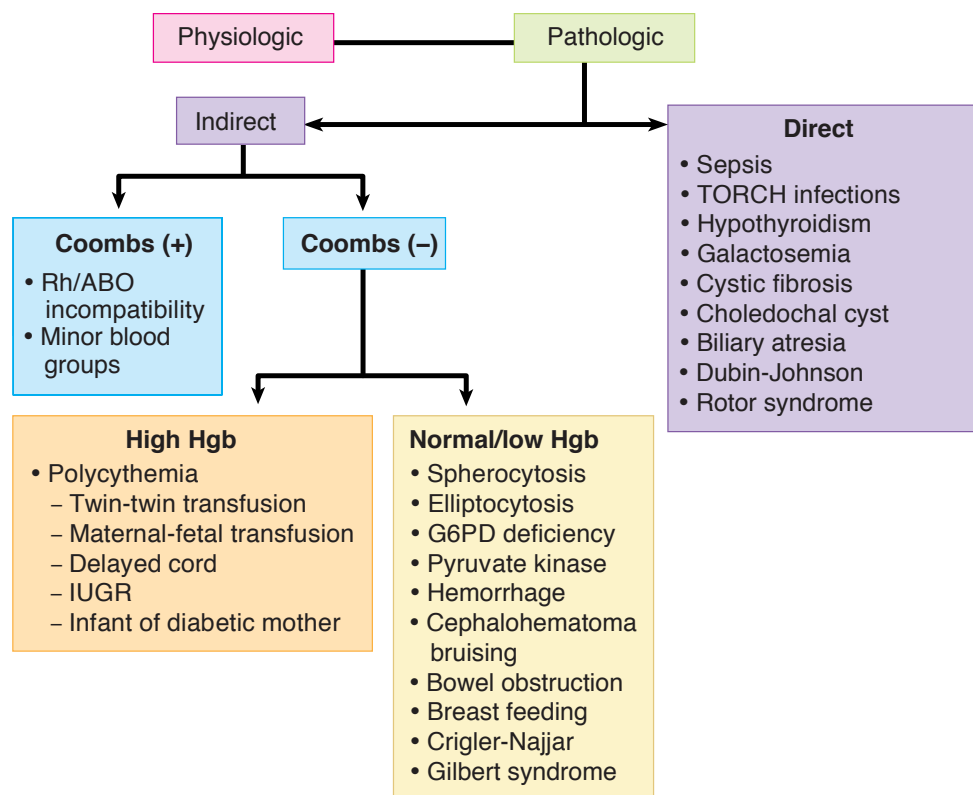 Physiologic
Pathologic
Indirect
Direct
• Sepsis
• TORCH infections
• Hypothyroidism
• Galactosemia
• Cystic fibrosis
• Choledochal cyst
• Biliary atresia
• Dubin-Johnson
• Rotor syndrome
Coombs (+)
• Rh/ABO
incompatibility
• Minor blood
groups
Coombs (–)
High Hgb
• Polycythemia
– Twin-twin transfusion
– Maternal-fetal transfusion
– Delayed cord
– IUGR
– Infant of diabetic mother
Normal/low Hgb
• Spherocytosis
• Elliptocytosis
• G6PD deficiency
• Pyruvate kinase
• Hemorrhage
• Cephalohematoma
bruising
• Bowel obstruction
• Breast feeding
• Crigler-Najjar
• Gilbert syndrome